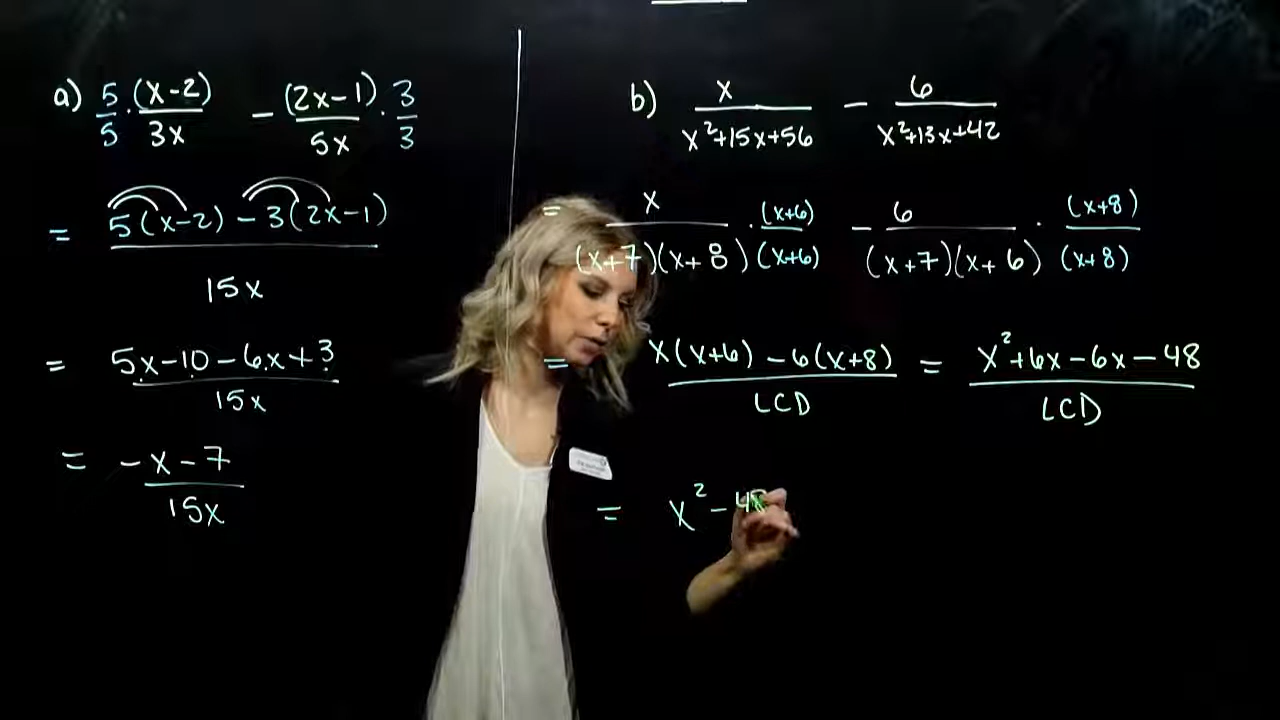 a) 5/5 · (x-2)/3x - (2x-1)/5x · 3/3
= 5(x-2) - 3(2x-1) / 15x
= 5x-10-6x+3 / 15x
= -x-7 / 15x
b) x/x²+15x+56 - 6/x²+13x+42
= x/(x+7)(x+8) · (x+6)/(x+6) - 6/(x+7)(x+6) · (x+8)/(x+8)
= x(x+6)-6(x+8) / LCD = x²+6x-6x-48 / LCD
= x²-48